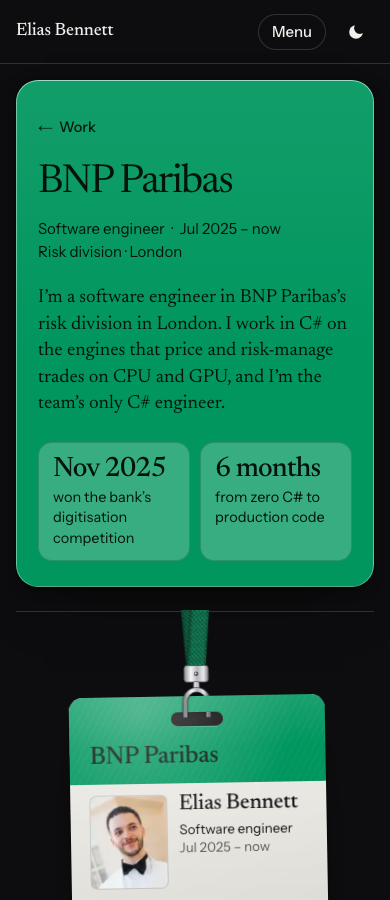 Elias Bennett
Menu
← Work
BNP Paribas
Software engineer · Jul 2025 – now
Risk division · London
I’m a software engineer in BNP Paribas’s
risk division in London. I work in C# on
the engines that price and risk-manage
trades on CPU and GPU, and I’m the
team’s only C# engineer.
Nov 2025
won the bank’s
digitisation
competition
6 months
from zero C# to
production code
BNP Paribas
Elias Bennett
Software engineer
Jul 2025 – now